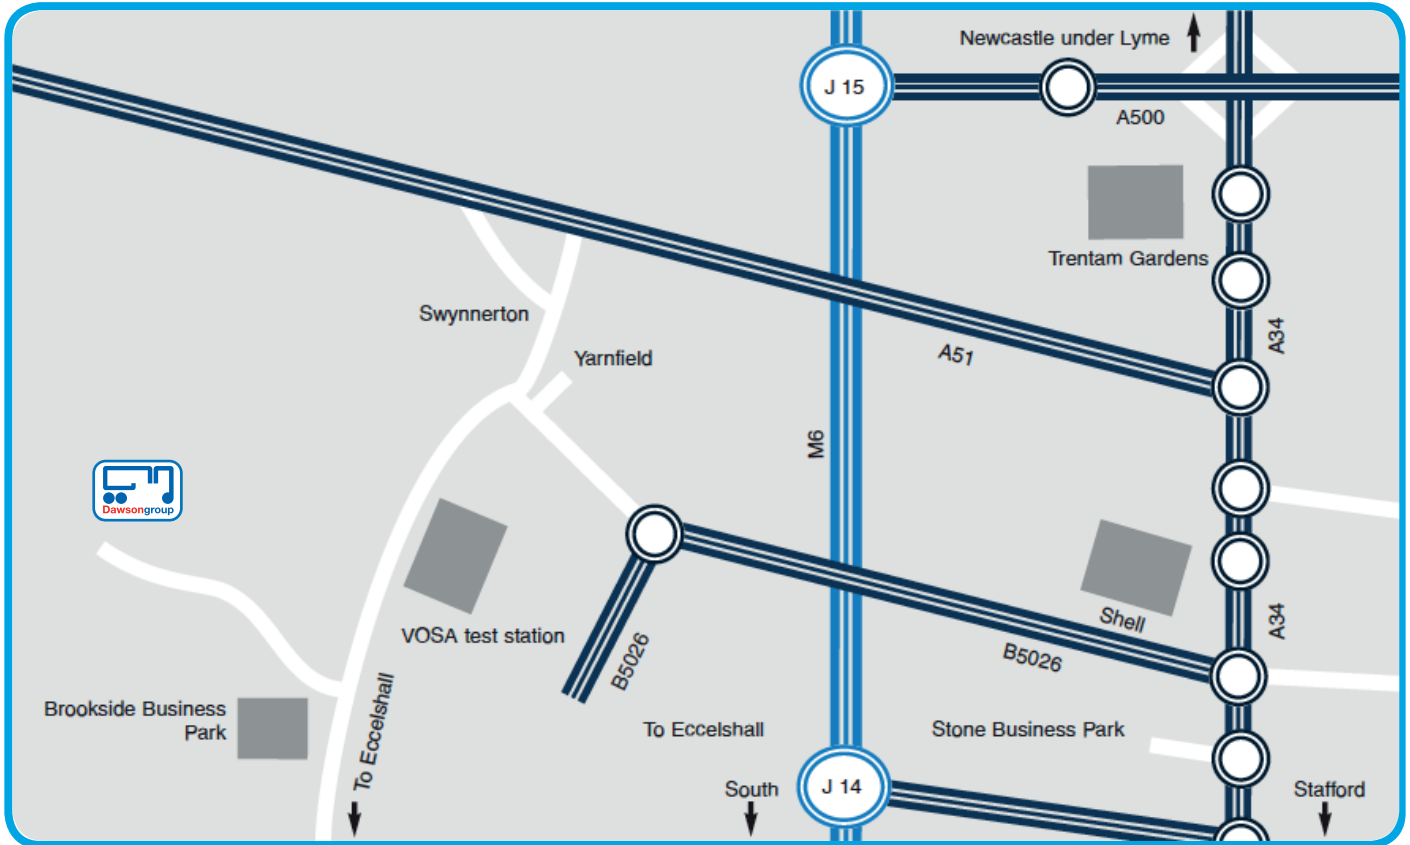 Newcastle under Lyme
J 15
A500
Trentam Gardens
Swynnerton
A34
Yarnfield
A51
M6
Dawsongroup
Shell
A34
VOSA test station
B5026
B5026
Brookside Business
Park
To Eccelshall
To Eccelshall
Stone Business Park
South
J 14
Stafford